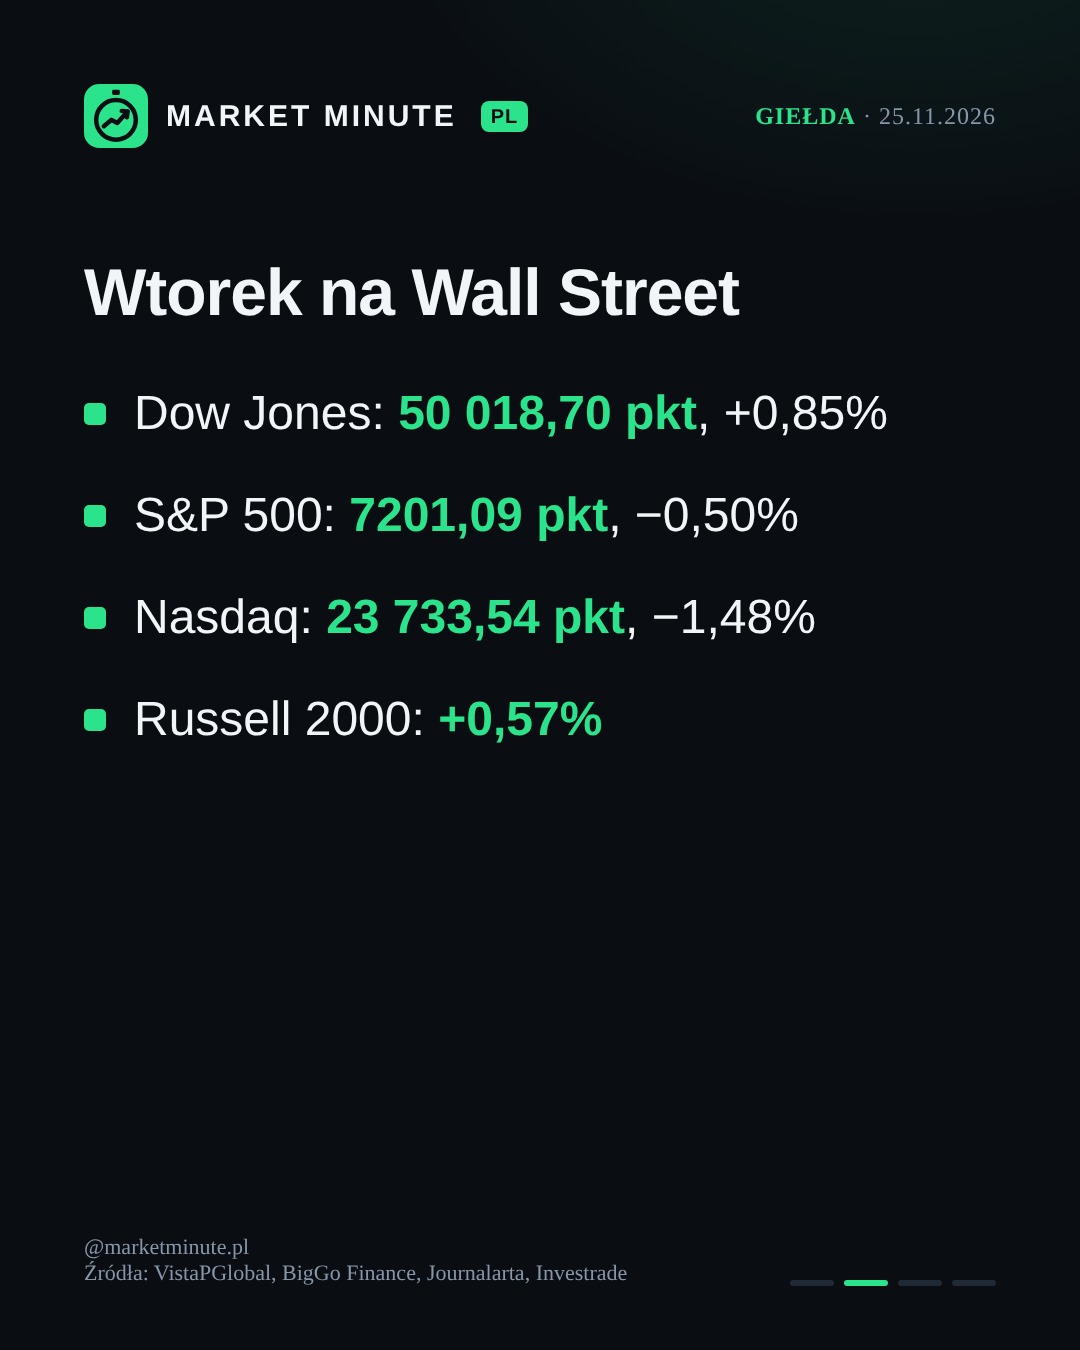 MARKET MINUTE PL
GIEŁDA · 25.11.2026
Wtorek na Wall Street
Dow Jones: 50 018,70 pkt, +0,85%
S&P 500: 7201,09 pkt, −0,50%
Nasdaq: 23 733,54 pkt, −1,48%
Russell 2000: +0,57%
@marketminute.pl
Źródła: VistaPGlobal, BigGo Finance, Journalarta, Investrade